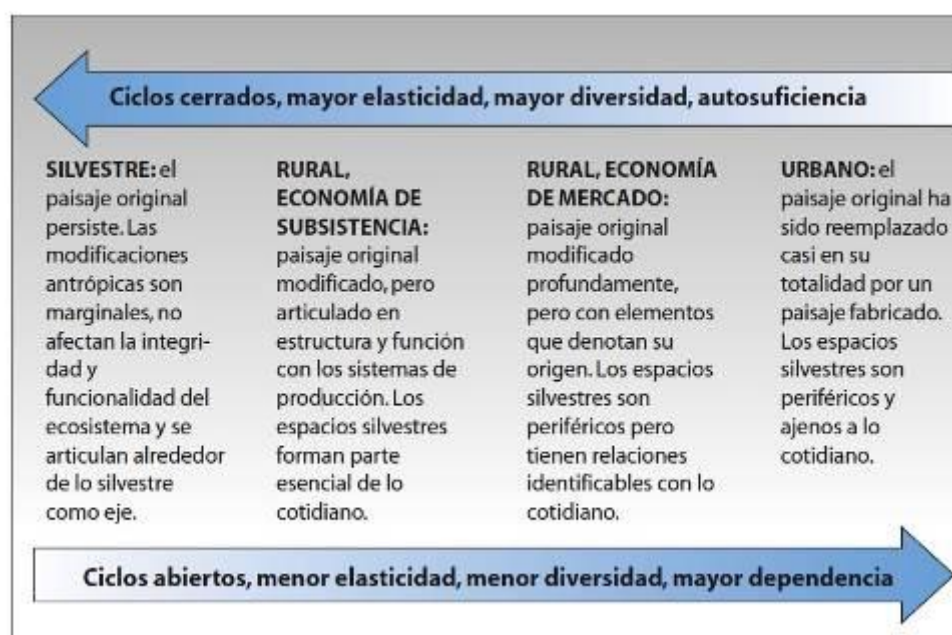 Ciclos cerrados, mayor elasticidad, mayor diversidad, autosuficiencia
SILVESTRE: el
paisaje original
persiste. Las
modificaciones
antrópicas son
marginales, no
afectan la integri-
dad y
funcionalidad del
ecosistema y se
articulan alrededor
de lo silvestre
como eje.
RURAL,
ECONOMÍA DE
SUBSISTENCIA:
paisaje original
modificado, pero
articulado en
estructura y función
con los sistemas de
producción. Los
espacios silvestres
forman parte
esencial de lo
cotidiano.
RURAL, ECONOMÍA
DE MERCADO:
paisaje original
modificado
profundamente,
pero con elementos
que denotan su
origen. Los espacios
silvestres son
periféricos pero
tienen relaciones
identificables con lo
cotidiano.
URBANO: el
paisaje original ha
sido reemplazado
casi en su
totalidad por un
paisaje fabricado.
Los espacios
silvestres son
periféricos y
ajenos a lo
cotidiano.
Ciclos abiertos, menor elasticidad, menor diversidad, mayor dependencia